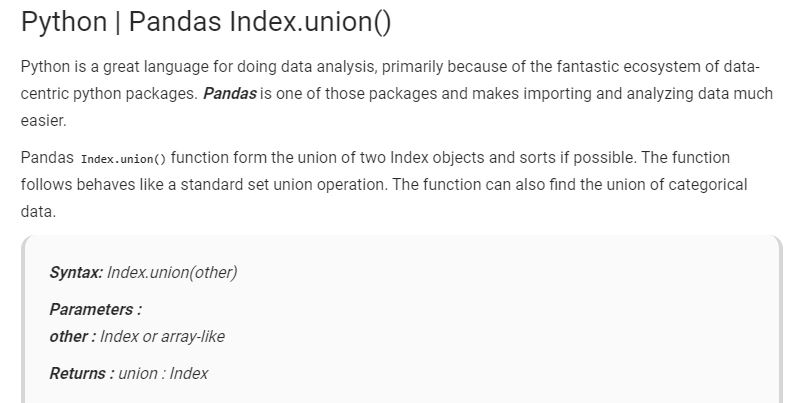 Python | Pandas Index.union()
Python is a great language for doing data analysis, primarily because of the fantastic ecosystem of data-
centric python packages. Pandas is one of those packages and makes importing and analyzing data much
easier.
Pandas Index.union() function form the union of two Index objects and sorts if possible. The function
follows behaves like a standard set union operation. The function can also find the union of categorical
data.
Syntax: Index.union(other)
Parameters :
other : Index or array-like
Returns : union : Index